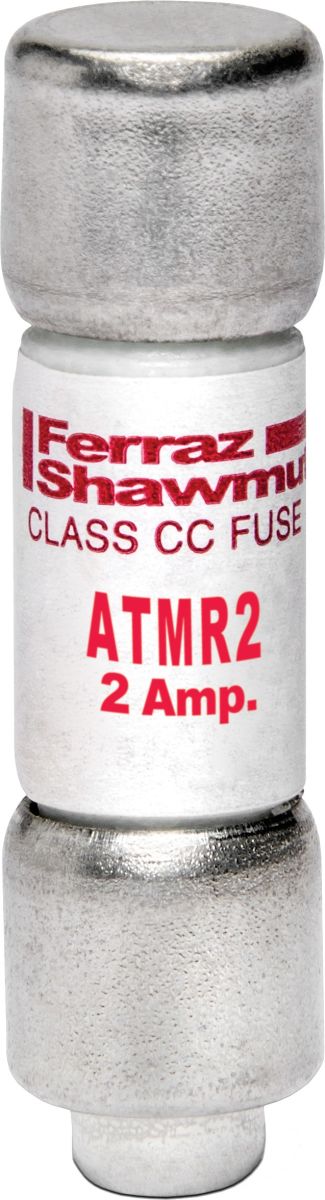 Ferraz
Shawmut
CLASS CC FUSE
ATMR2
2 Amp.